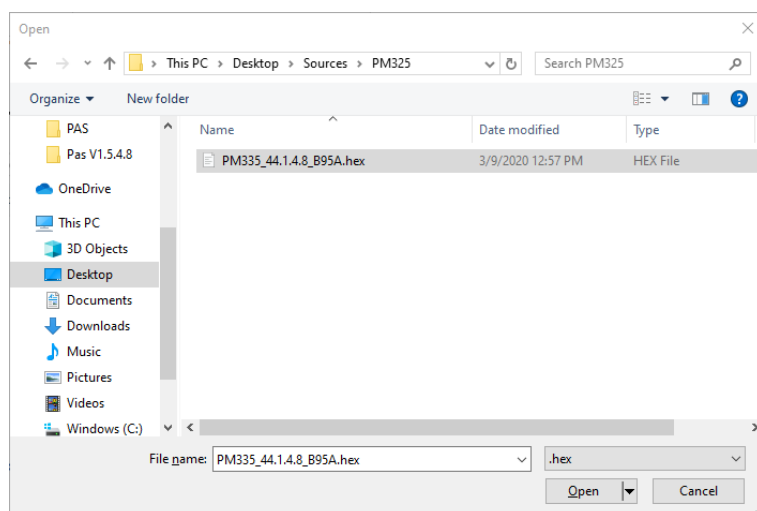 Open
This PC > Desktop > Sources > PM325
Search PM325
Organize
New folder
PAS
Pas V1.5.4.8
OneDrive
This PC
3D Objects
Desktop
Documents
Downloads
Music
Pictures
Videos
Windows (C:)
Name Date modified Type
PM335_44.1.4.8_B95A.hex 3/9/2020 12:57 PM HEX File
File name: PM335_44.1.4.8_B95A.hex .hex
Open Cancel